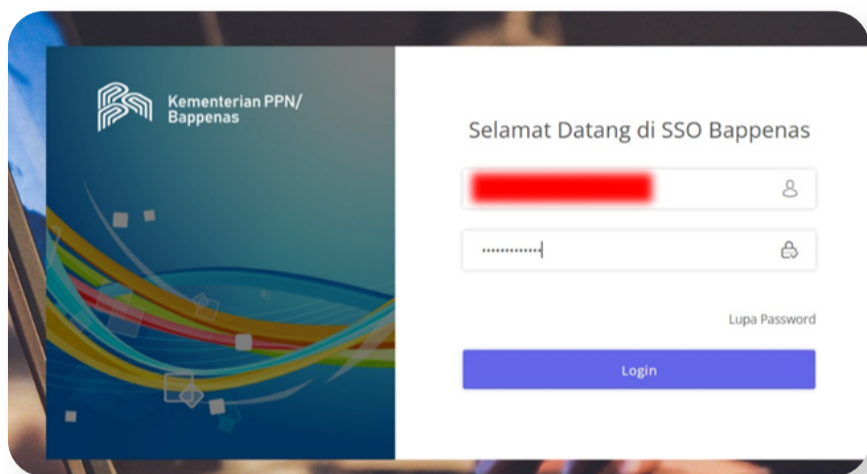 Kementerian PPN/
Bappenas
Selamat Datang di SSO Bappenas
Lupa Password
Login